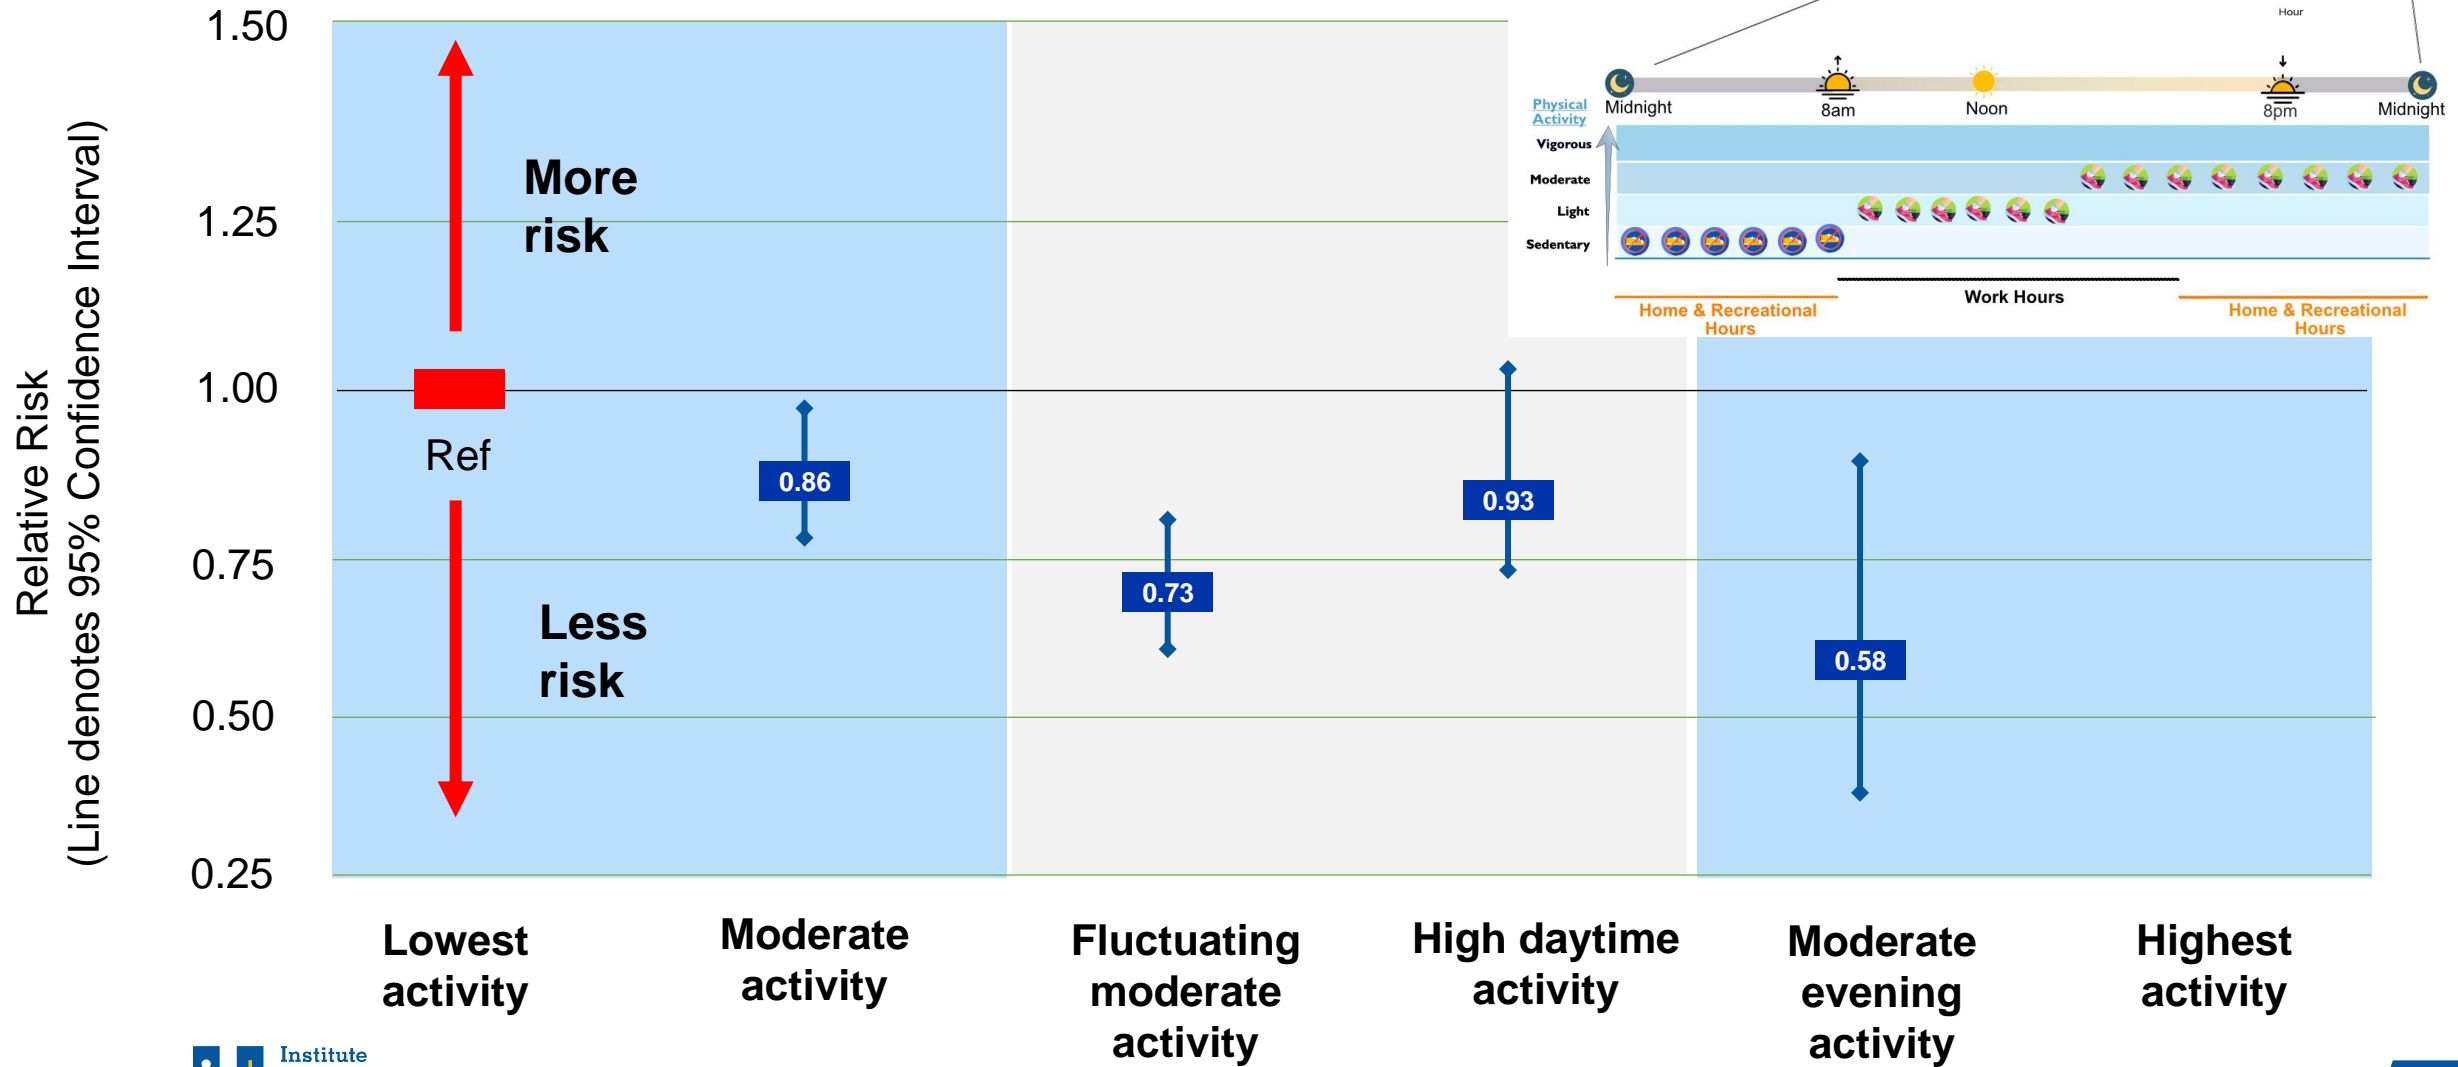 1.50
1.25
1.00
0.75
0.50
0.25
Relative Risk
(Line denotes 95% Confidence Interval)
More
risk
Ref
Less
risk
0.86
0.73
0.93
0.58
Hour
Midnight
8am
Noon
8pm
Midnight
Physical
Activity
Vigorous
Moderate
Light
Sedentary
Work Hours
Home & Recreational
Hours
Home & Recreational
Hours
Lowest
activity
Moderate
activity
Fluctuating
moderate
activity
High daytime
activity
Moderate
evening
activity
Highest
activity
Institute